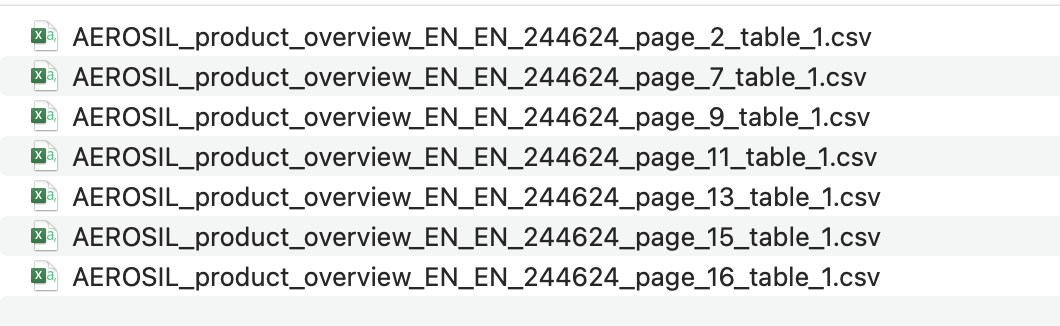 AEROSIL_product_overview_EN_EN_244624_page_2_table_1.csv
AEROSIL_product_overview_EN_EN_244624_page_7_table_1.csv
AEROSIL_product_overview_EN_EN_244624_page_9_table_1.csv
AEROSIL_product_overview_EN_EN_244624_page_11_table_1.csv
AEROSIL_product_overview_EN_EN_244624_page_13_table_1.csv
AEROSIL_product_overview_EN_EN_244624_page_15_table_1.csv
AEROSIL_product_overview_EN_EN_244624_page_16_table_1.csv